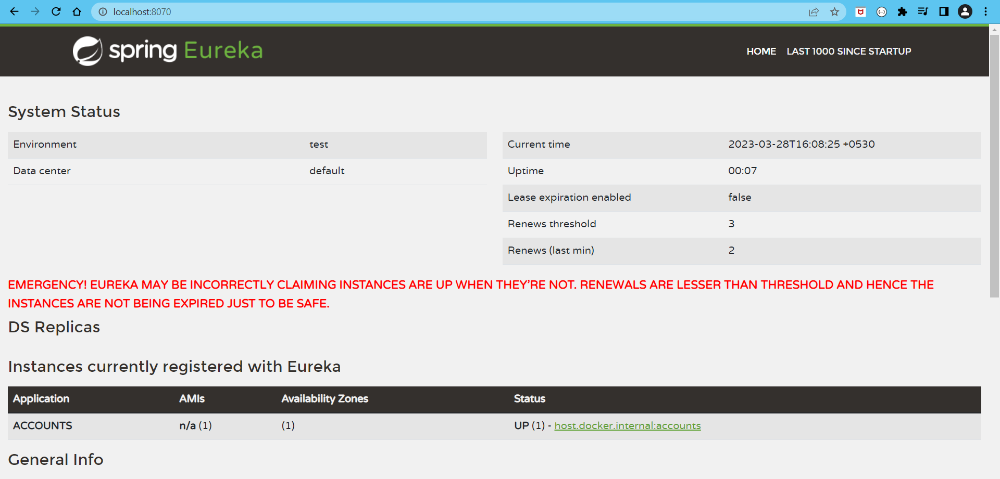 localhost:8070
spring Eureka
HOME LAST 1000 SINCE STARTUP
System Status
Environment test
Data center default
Current time 2023-03-28T16:08:25 +0530
Uptime 00:07
Lease expiration enabled false
Renews threshold 3
Renews (last min) 2
EMERGENCY! EUREKA MAY BE INCORRECTLY CLAIMING INSTANCES ARE UP WHEN THEY'RE NOT. RENEWALS ARE LESSER THAN THRESHOLD AND HENCE THE
INSTANCES ARE NOT BEING EXPIRED JUST TO BE SAFE.
DS Replicas
Instances currently registered with Eureka
Application AMIs Availability Zones Status
ACCOUNTS n/a (1) (1) UP (1) - host.docker.internal:accounts
General Info